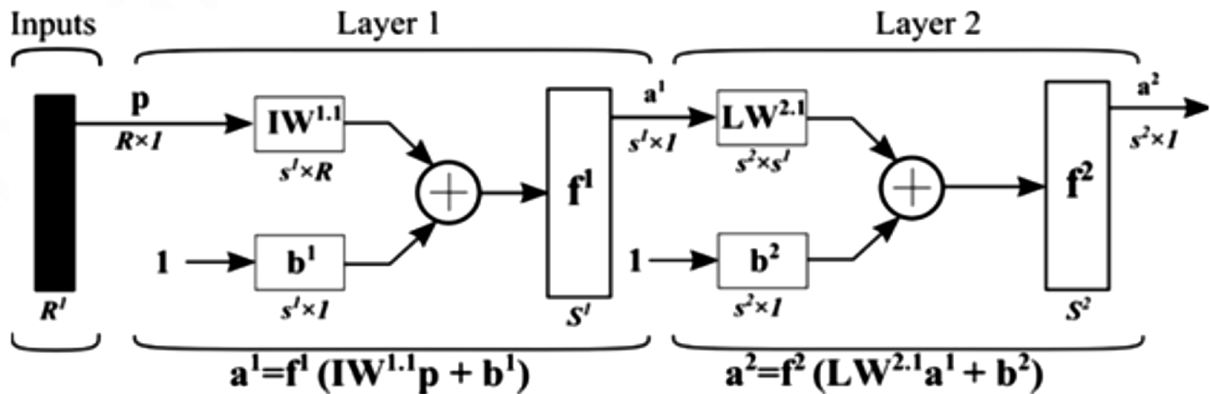 Inputs Layer 1 Layer 2
p IW¹·¹ a¹ LW²·¹ a²
R×1 s¹×R s¹×1 s²×s¹ s²×1
f¹ f²
1 b¹ 1 b²
R¹ s¹×1 S¹ s²×1 S²
a¹=f¹ (IW¹·¹p + b¹) a²=f² (LW²·¹a¹ + b²)